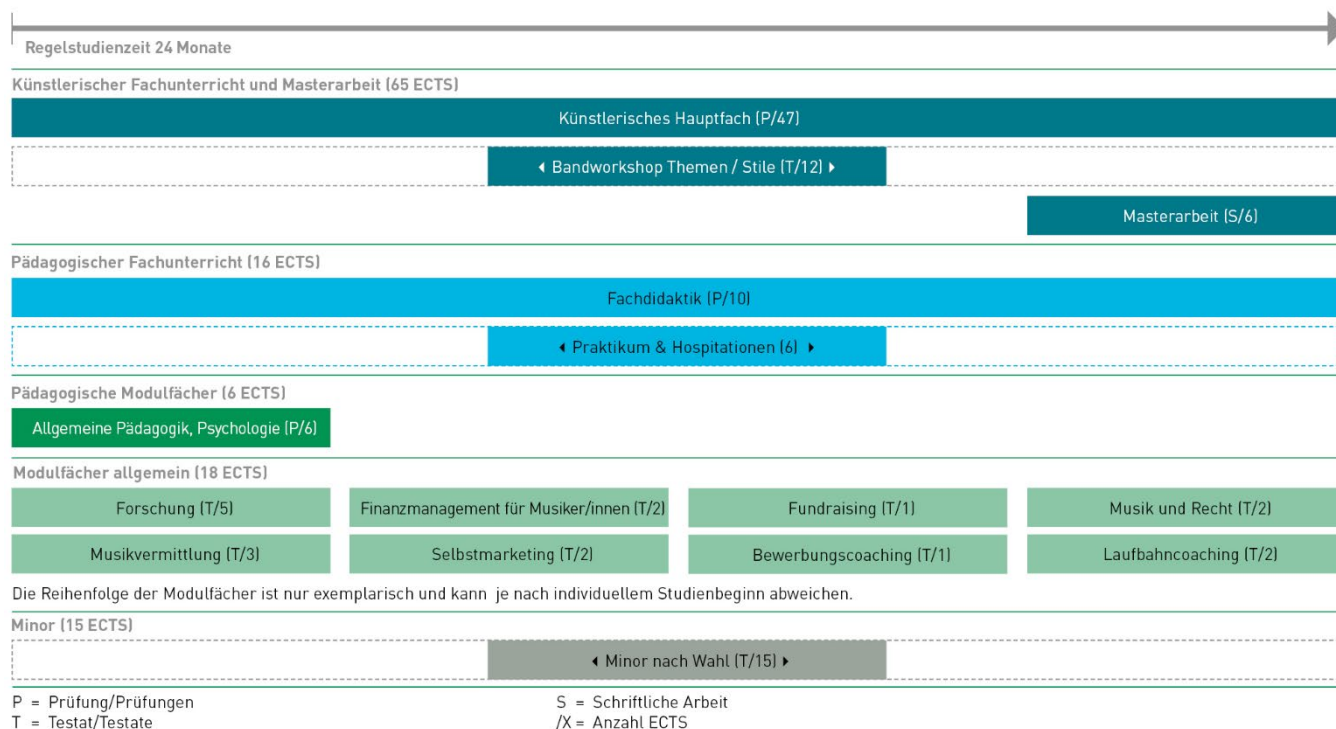 Regelstudienzeit 24 Monate
Künstlerischer Fachunterricht und Masterarbeit (65 ECTS)
Künstlerisches Hauptfach (P/47)
Bandworkshop Themen / Stile (T/12)
Masterarbeit (S/6)
Pädagogischer Fachunterricht (16 ECTS)
Fachdidaktik (P/10)
Praktikum & Hospitationen (6)
Pädagogische Modulfächer (6 ECTS)
Allgemeine Pädagogik, Psychologie (P/6)
Modulfächer allgemein (18 ECTS)
Forschung (T/5) Finanzmanagement für Musiker/innen (T/2) Fundraising (T/1) Musik und Recht (T/2)
Musikvermittlung (T/3) Selbstmarketing (T/2) Bewerbungscoaching (T/1) Laufbahncoaching (T/2)
Die Reihenfolge der Modulfächer ist nur exemplarisch und kann je nach individuellem Studienbeginn abweichen.
Minor (15 ECTS)
Minor nach Wahl (T/15)
P = Prüfung/Prüfungen S = Schriftliche Arbeit
T = Testat/Testate /X = Anzahl ECTS